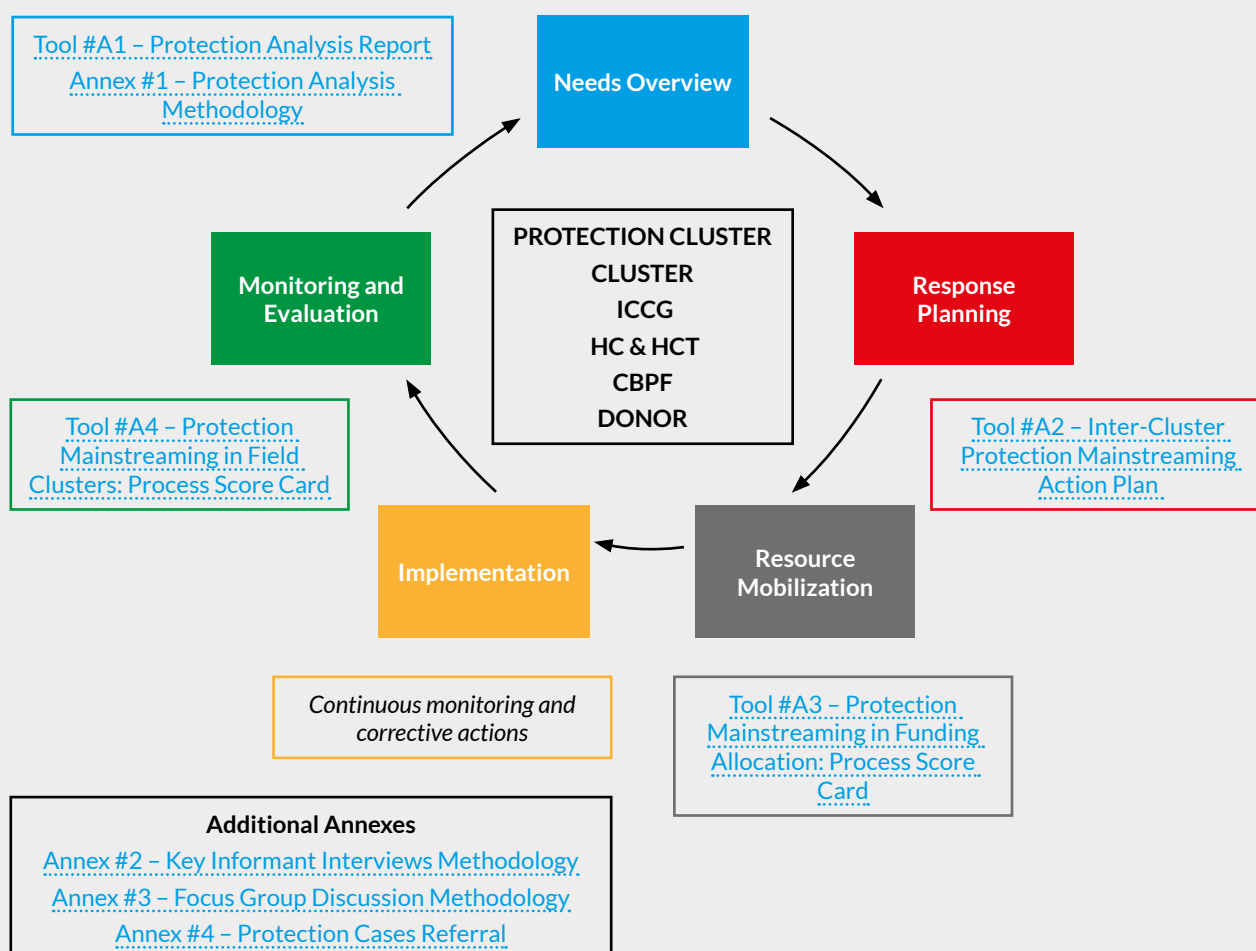 Tool #A1 – Protection Analysis Report
Annex #1 – Protection Analysis
Methodology
Needs Overview
PROTECTION CLUSTER
CLUSTER
ICCG
HC & HCT
CBPF
DONOR
Monitoring and
Evaluation
Response
Planning
Tool #A4 – Protection
Mainstreaming in Field
Clusters: Process Score Card
Tool #A2 – Inter-Cluster
Protection Mainstreaming
Action Plan
Implementation
Resource
Mobilization
Continuous monitoring and
corrective actions
Tool #A3 – Protection
Mainstreaming in Funding
Allocation: Process Score
Card
Additional Annexes
Annex #2 – Key Informant Interviews Methodology
Annex #3 – Focus Group Discussion Methodology
Annex #4 – Protection Cases Referral